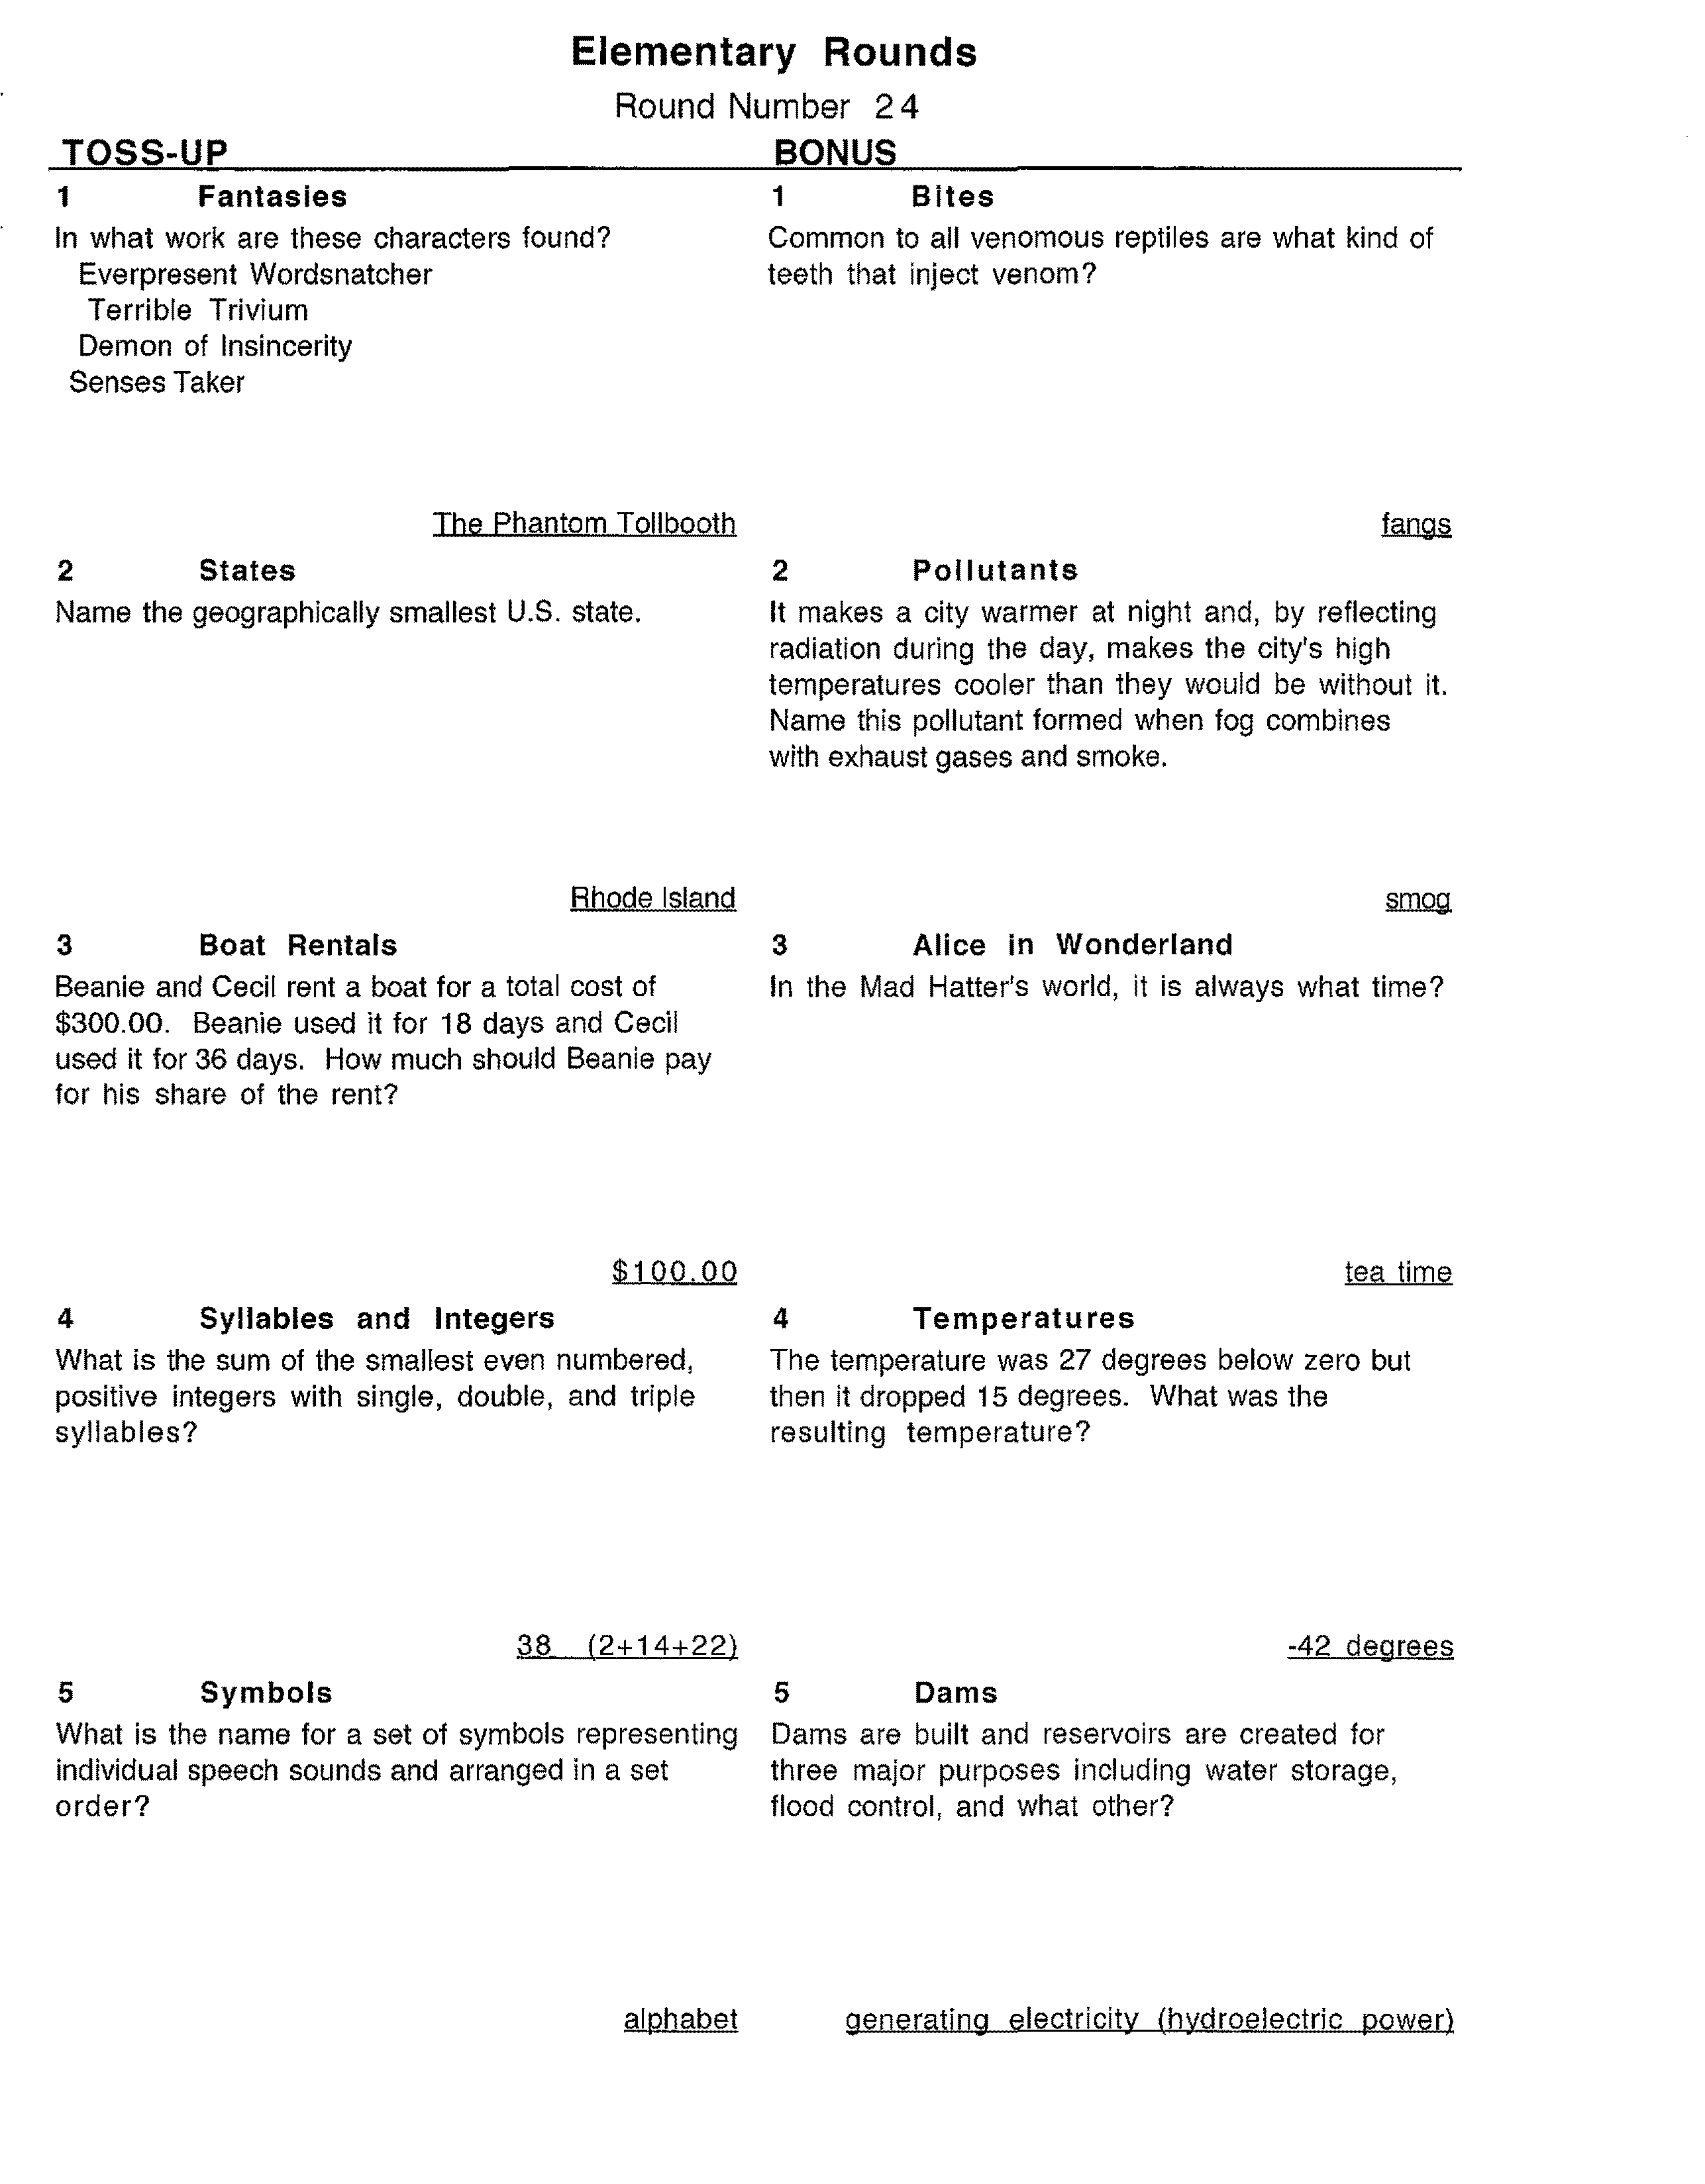 Elementary Rounds
Round Number 24
TOSS-UP
BONUS
1 Fantasies
In what work are these characters found?
Everpresent Wordsnatcher
Terrible Trivium
Demon of Insincerity
Senses Taker
The Phantom Tollbooth
1 Bites
Common to all venomous reptiles are what kind of
teeth that inject venom?
fangs
2 States
Name the geographically smallest U.S. state.
Rhode Island
2 Pollutants
It makes a city warmer at night and, by reflecting
radiation during the day, makes the city's high
temperatures cooler than they would be without it.
Name this pollutant formed when fog combines
with exhaust gases and smoke.
smog
3 Boat Rentals
Beanie and Cecil rent a boat for a total cost of
$300.00. Beanie used it for 18 days and Cecil
used it for 36 days. How much should Beanie pay
for his share of the rent?
$100.00
3 Alice in Wonderland
In the Mad Hatter's world, it is always what time?
tea time
4 Syllables and Integers
What is the sum of the smallest even numbered,
positive integers with single, double, and triple
syllables?
38 (2+14+22)
4 Temperatures
The temperature was 27 degrees below zero but
then it dropped 15 degrees. What was the
resulting temperature?
-42 degrees
5 Symbols
What is the name for a set of symbols representing
individual speech sounds and arranged in a set
order?
alphabet
5 Dams
Dams are built and reservoirs are created for
three major purposes including water storage,
flood control, and what other?
generating electricity (hydroelectric power)